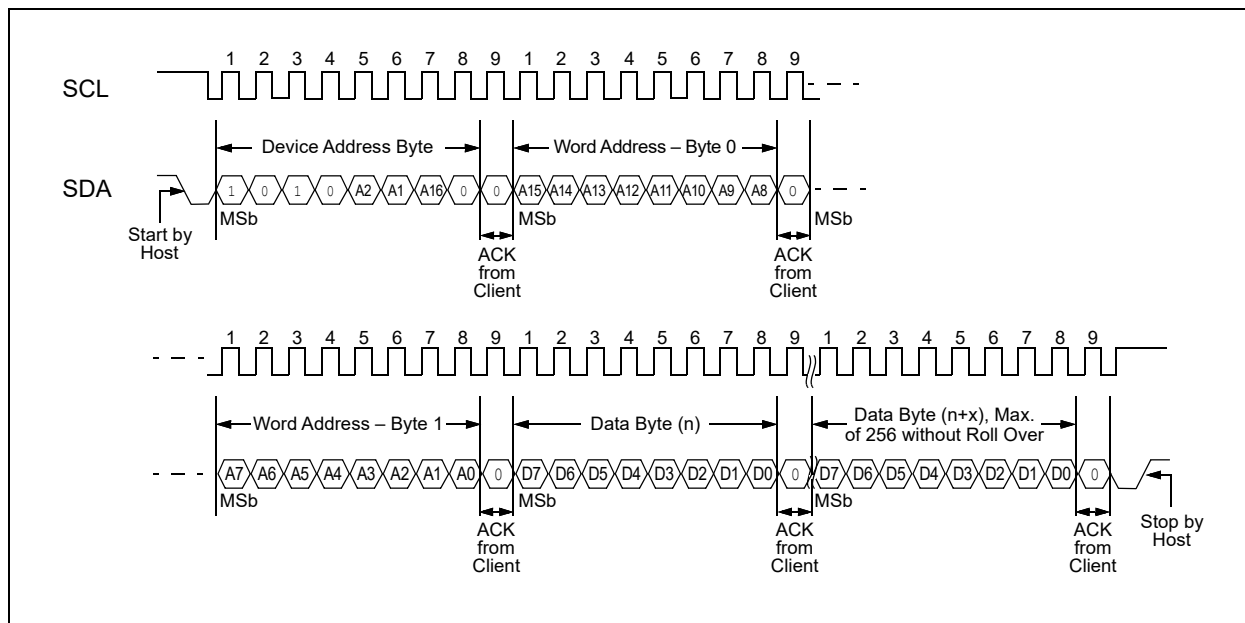 1 2 3 4 5 6 7 8 9 1 2 3 4 5 6 7 8 9
SCL
Device Address Byte
Word Address – Byte 0
SDA
1 0 1 0 A2 A1 A16 0 0 A15 A14 A13 A12 A11 A10 A9 A8 0
MSb
MSb
MSb
Start by
Host
ACK
from
Client
ACK
from
Client
1 2 3 4 5 6 7 8 9 1 2 3 4 5 6 7 8 9 1 2 3 4 5 6 7 8 9
Word Address – Byte 1
Data Byte (n)
Data Byte (n+x), Max.
of 256 without Roll Over
A7 A6 A5 A4 A3 A2 A1 A0 0 D7 D6 D5 D4 D3 D2 D1 D0 0 D7 D6 D5 D4 D3 D2 D1 D0 0
MSb
MSb
MSb
ACK
from
Client
ACK
from
Client
ACK
from
Client
Stop by
Host